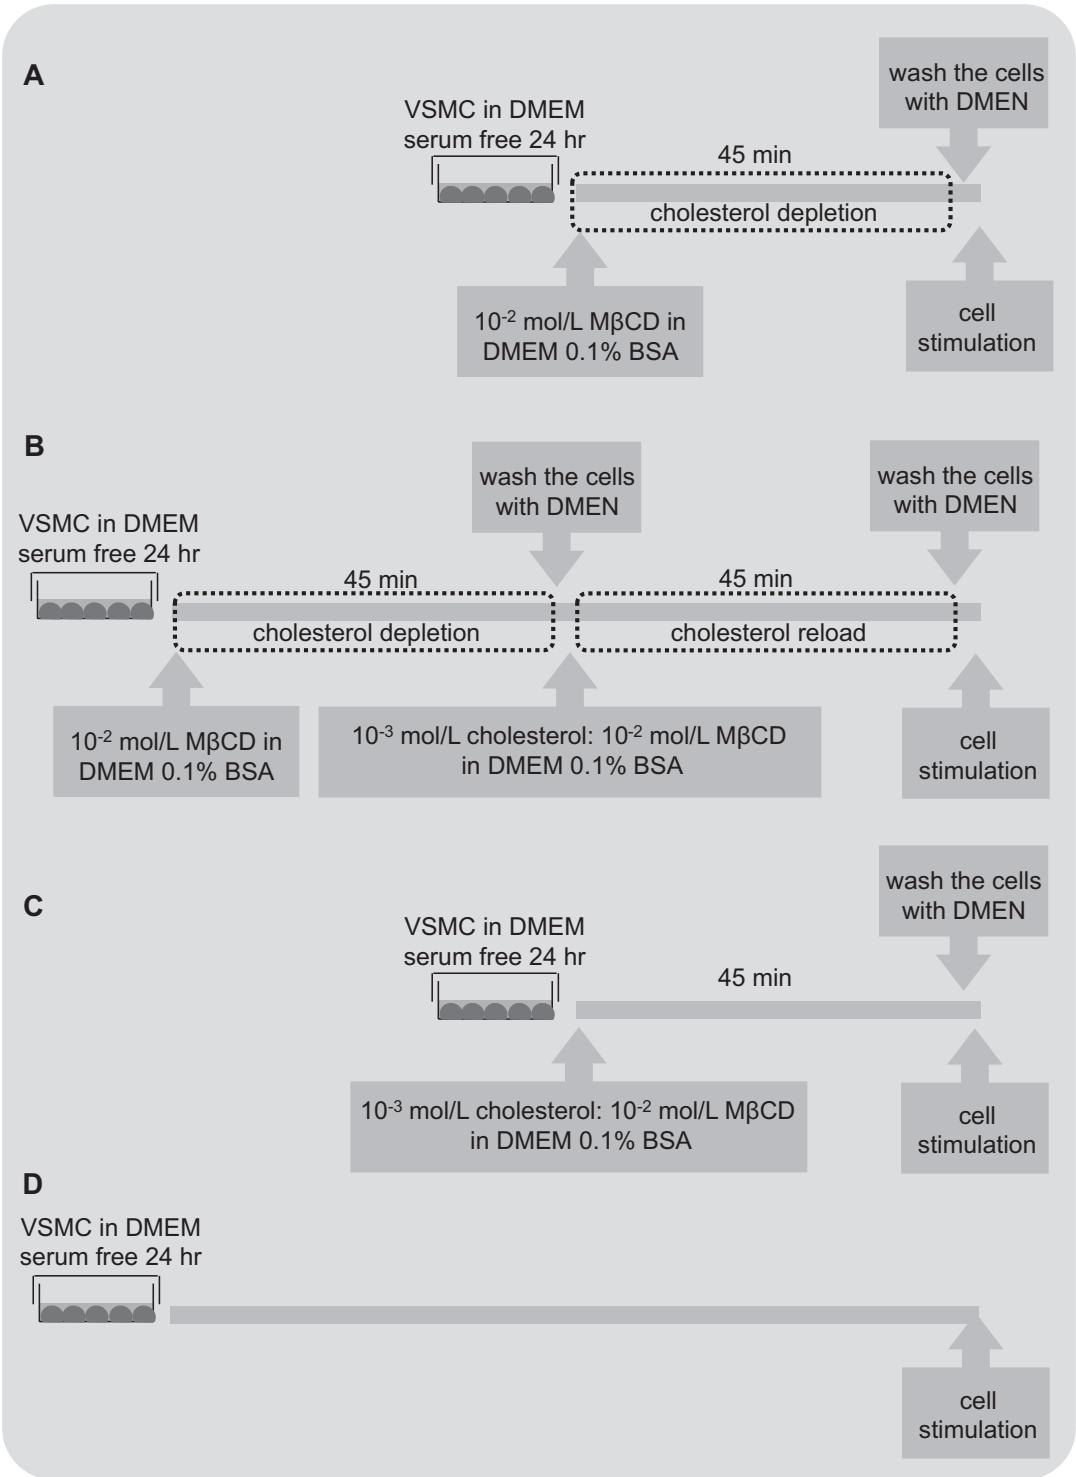 A
wash the cells
with DMEN
VSMC in DMEM
serum free 24 hr
45 min
cholesterol depletion
10-2 mol/L MβCD in
DMEM 0.1% BSA
cell
stimulation
B
wash the cells
with DMEN
wash the cells
with DMEN
VSMC in DMEM
serum free 24 hr
45 min
45 min
cholesterol depletion
cholesterol reload
10-2 mol/L MβCD in
DMEM 0.1% BSA
10-3 mol/L cholesterol: 10-2 mol/L MβCD
in DMEM 0.1% BSA
cell
stimulation
C
wash the cells
with DMEN
VSMC in DMEM
serum free 24 hr
45 min
10-3 mol/L cholesterol: 10-2 mol/L MβCD
in DMEM 0.1% BSA
cell
stimulation
D
VSMC in DMEM
serum free 24 hr
cell
stimulation